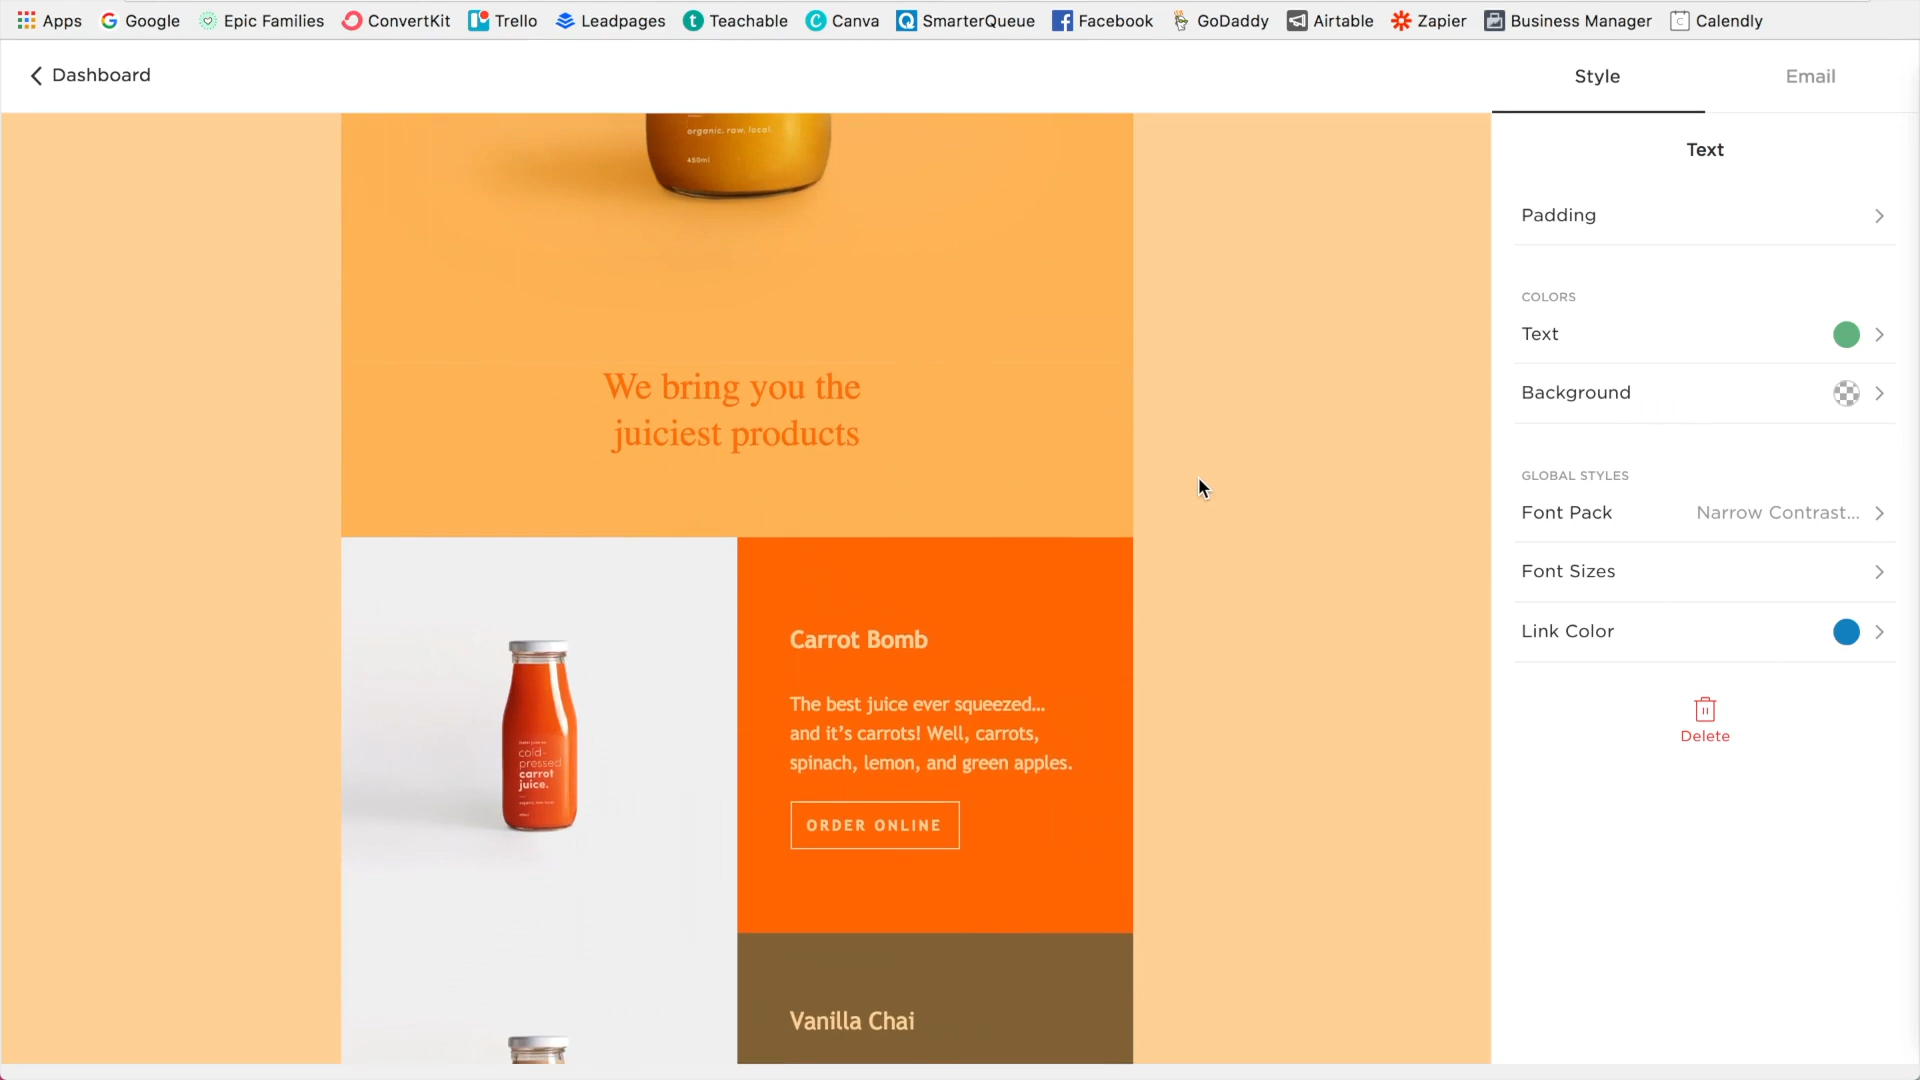 Apps
Google
Epic Families
ConvertKit
Trello
Leadpages
Teachable
Canva
SmarterQueue
Facebook
GoDaddy
Airtable
Zapier
Business Manager
Calendly
Dashboard
Style
Email
organic. raw. local.
450ml
We bring you the
juiciest products
cold-
pressed
carrot
juice.
Carrot Bomb
The best juice ever squeezed...
and it’s carrots! Well, carrots,
spinach, lemon, and green apples.
ORDER ONLINE
Vanilla Chai
Text
Padding
COLORS
Text
Background
GLOBAL STYLES
Font Pack
Narrow Contrast...
Font Sizes
Link Color
Delete